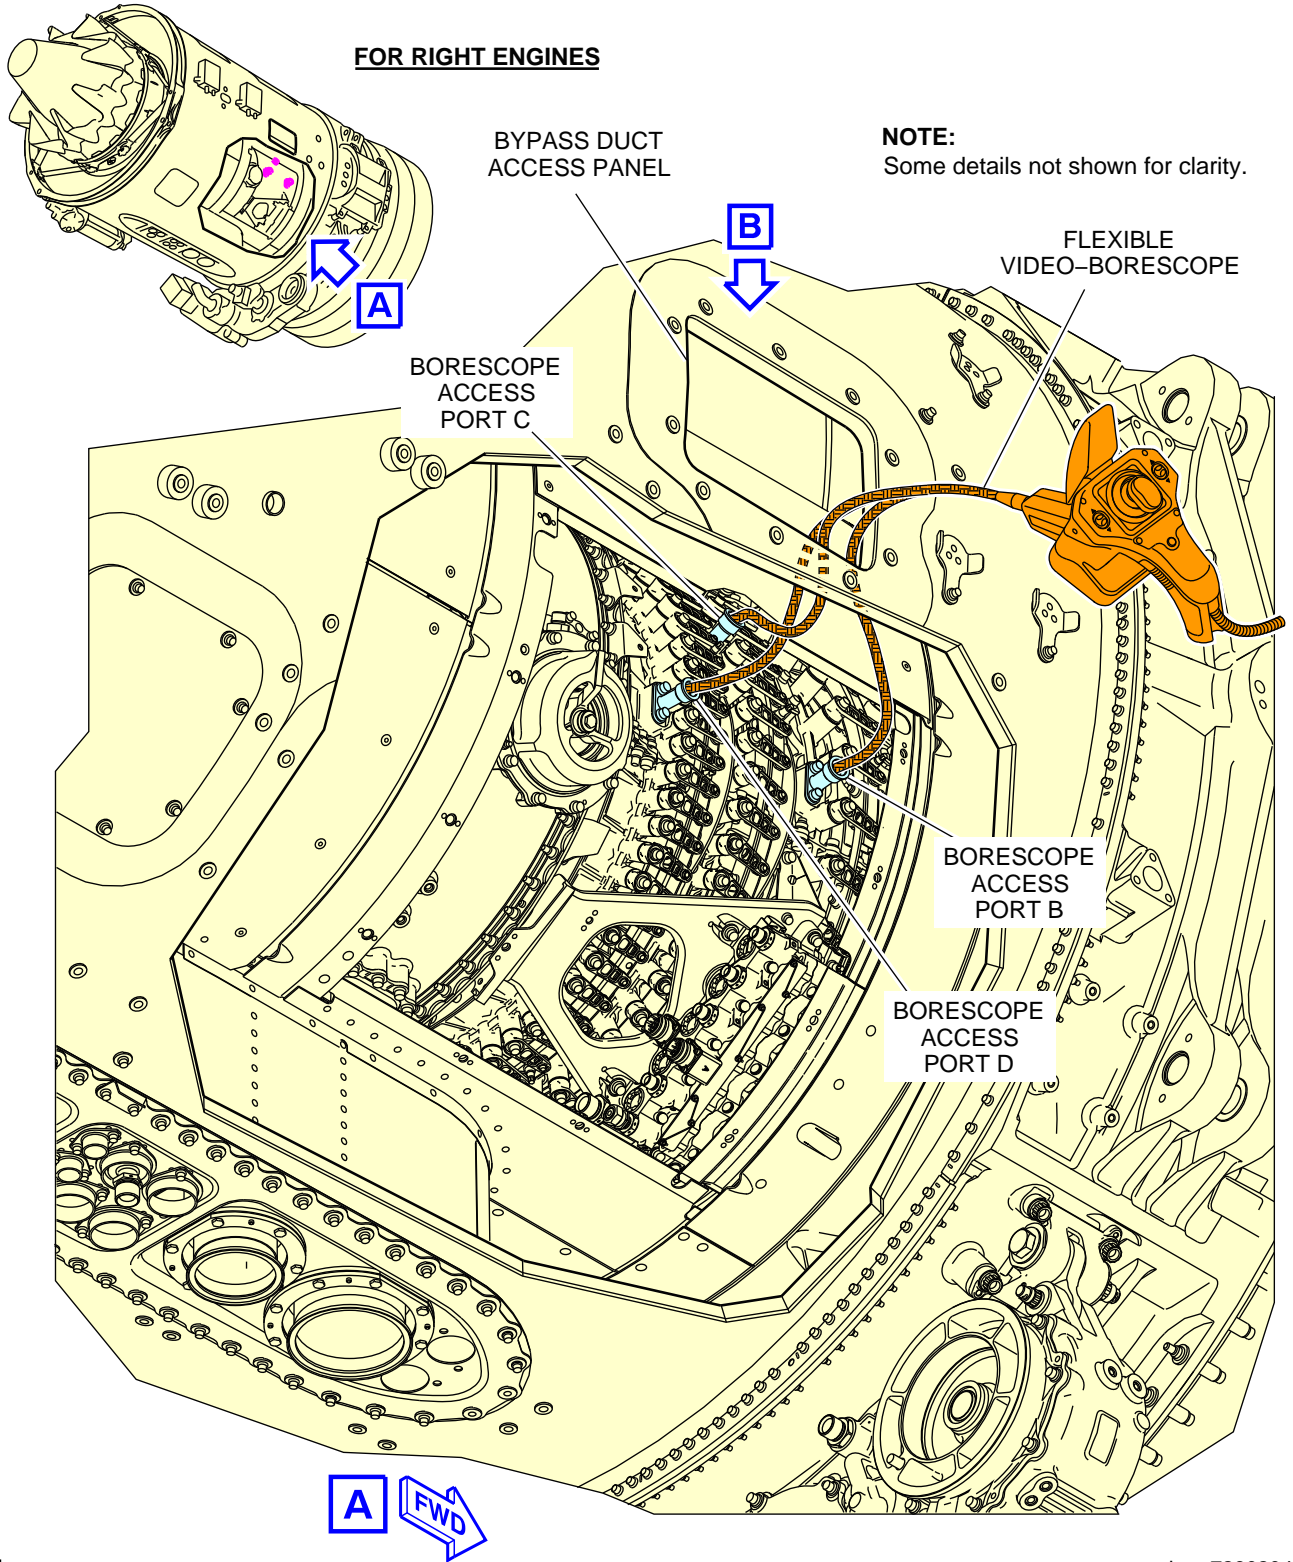 FOR RIGHT ENGINES
BYPASS DUCT
ACCESS PANEL
NOTE:
Some details not shown for clarity.
B
FLEXIBLE
VIDEO–BORESCOPE
A
BORESCOPE
ACCESS
PORT C
BORESCOPE
ACCESS
PORT B
BORESCOPE
ACCESS
PORT D
A
FWD